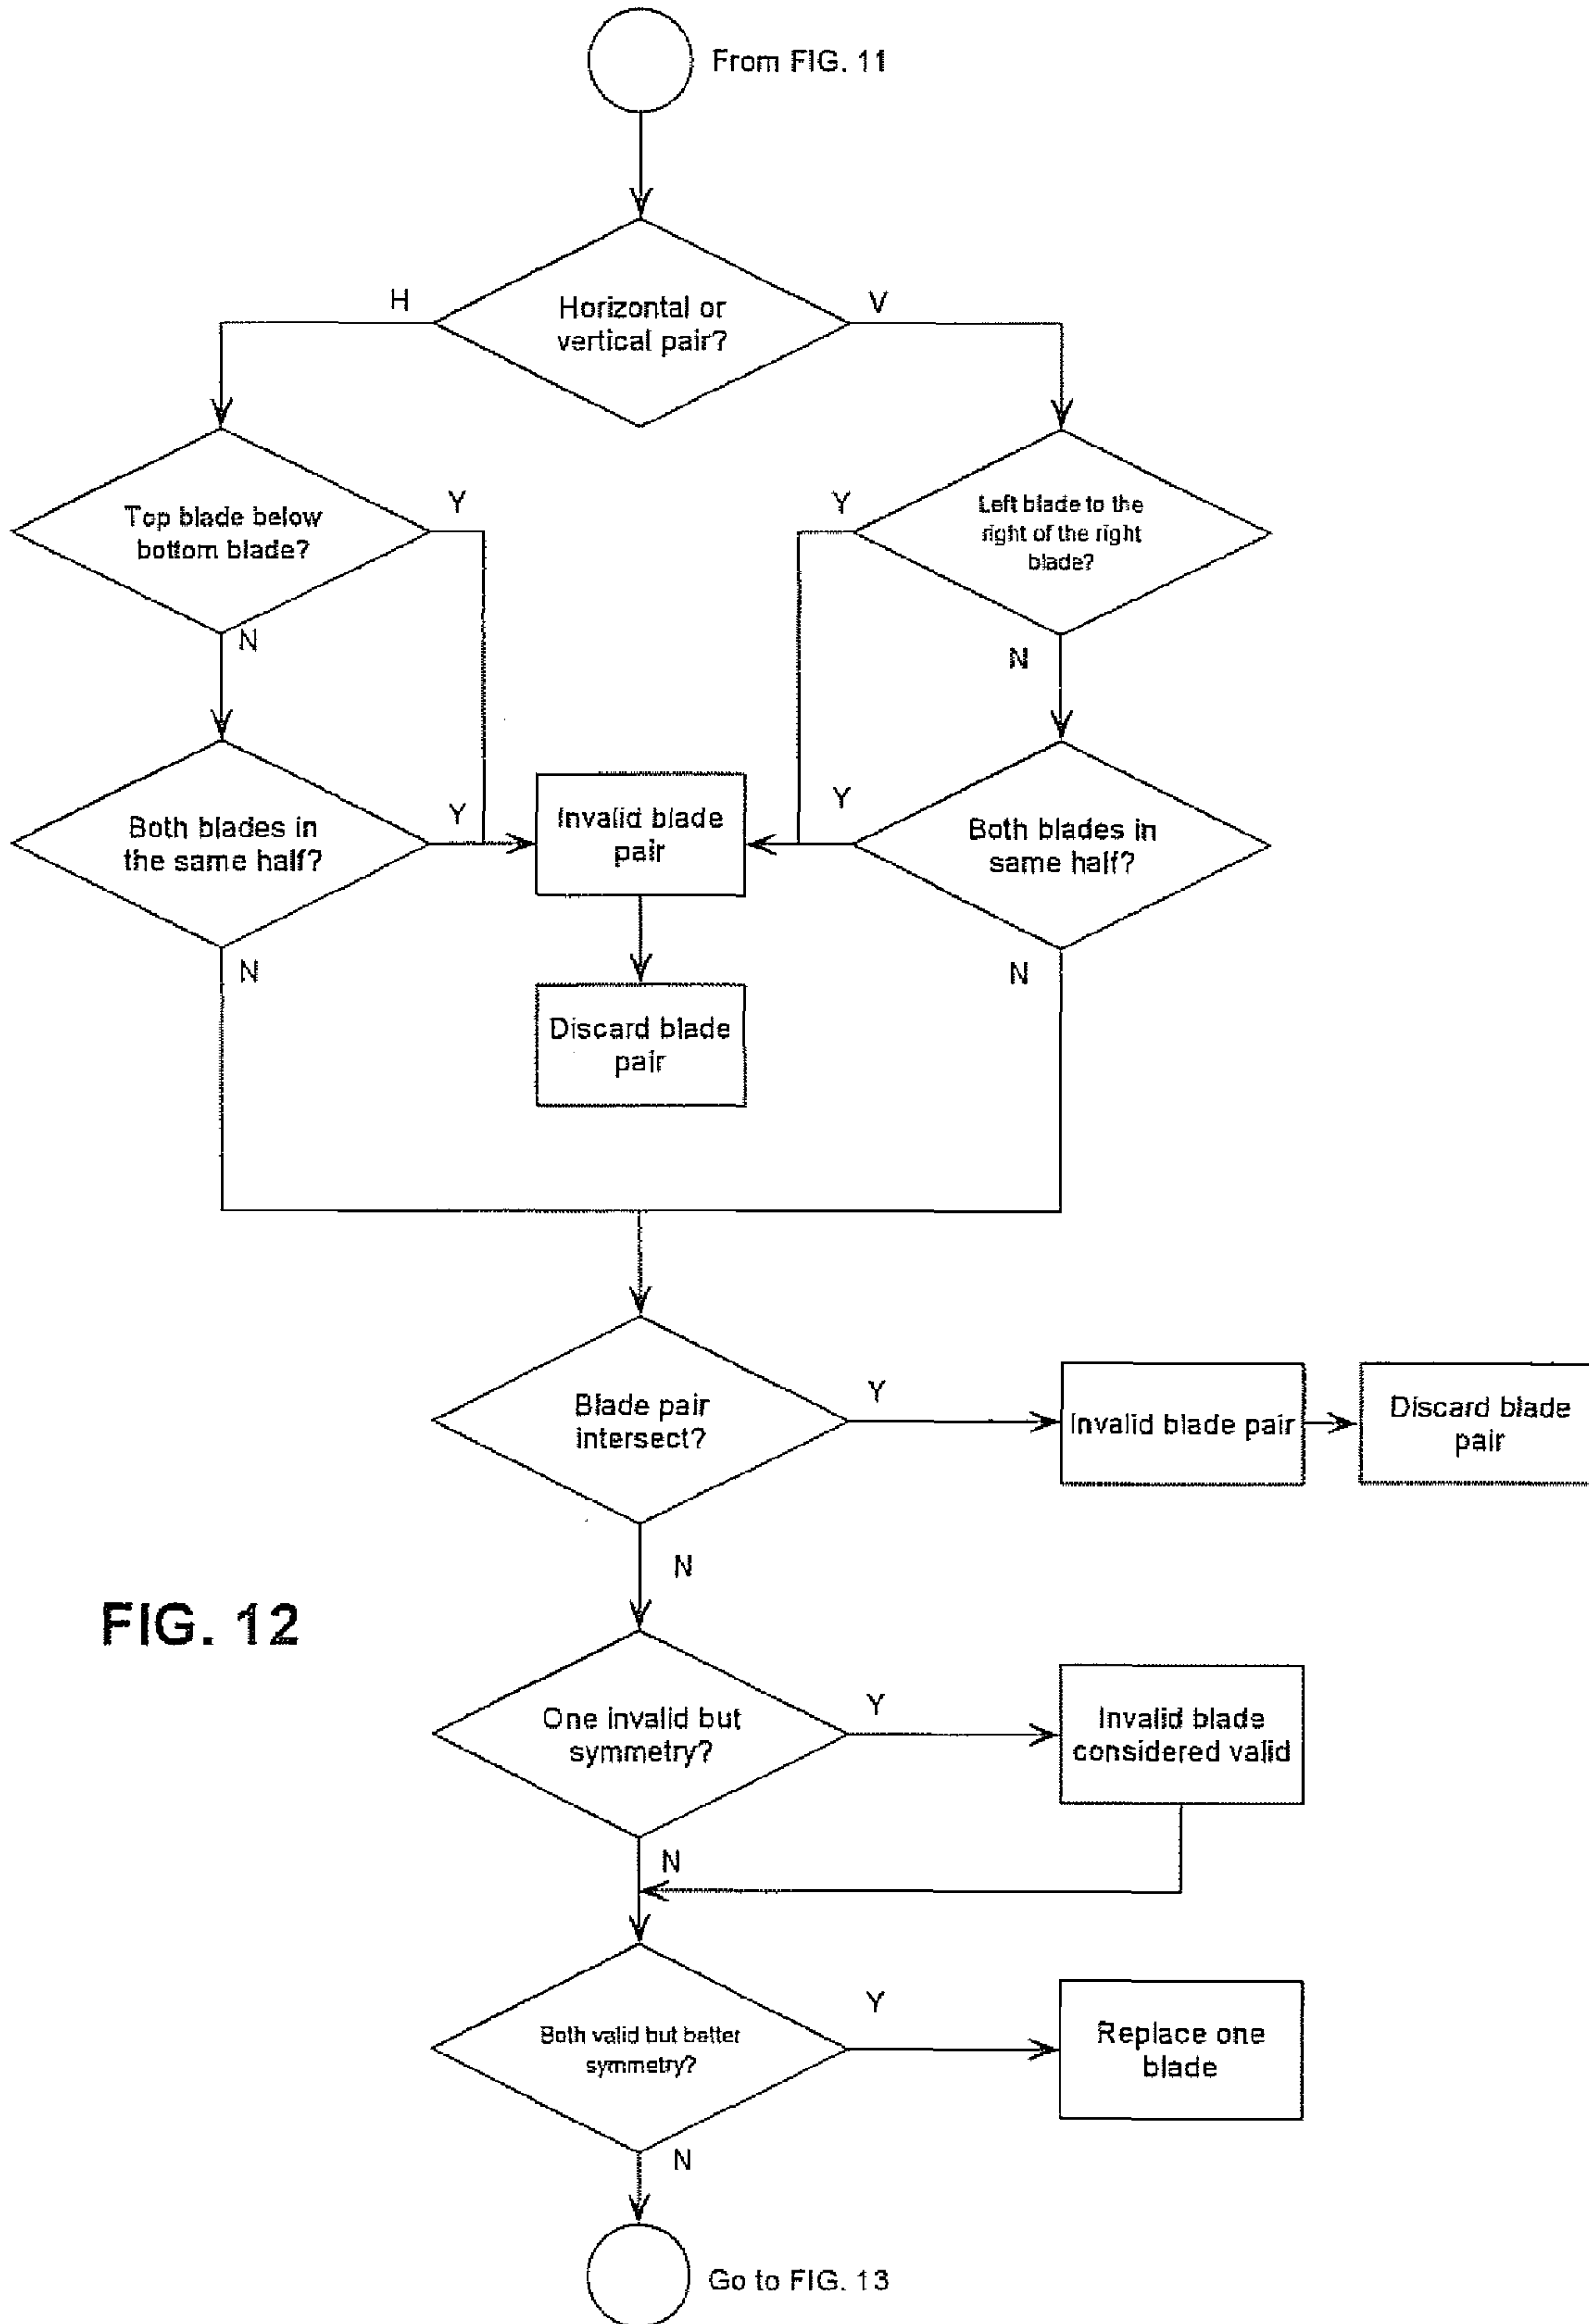 From FIG. 11
Horizontal or
vertical pair?
H
V
Top blade below
bottom blade?
Y
N
Left blade to the
right of the right
blade?
Y
N
Both blades in
the same half?
Y
N
Invalid blade
pair
Both blades in
same half?
Y
N
Discard blade
pair
Blade pair
intersect?
Y
N
Invalid blade pair
Discard blade
pair
FIG. 12
One invalid but
symmetry?
Y
N
Invalid blade
considered valid
Both valid but better
symmetry?
Y
N
Replace one
blade
Go to FIG. 13